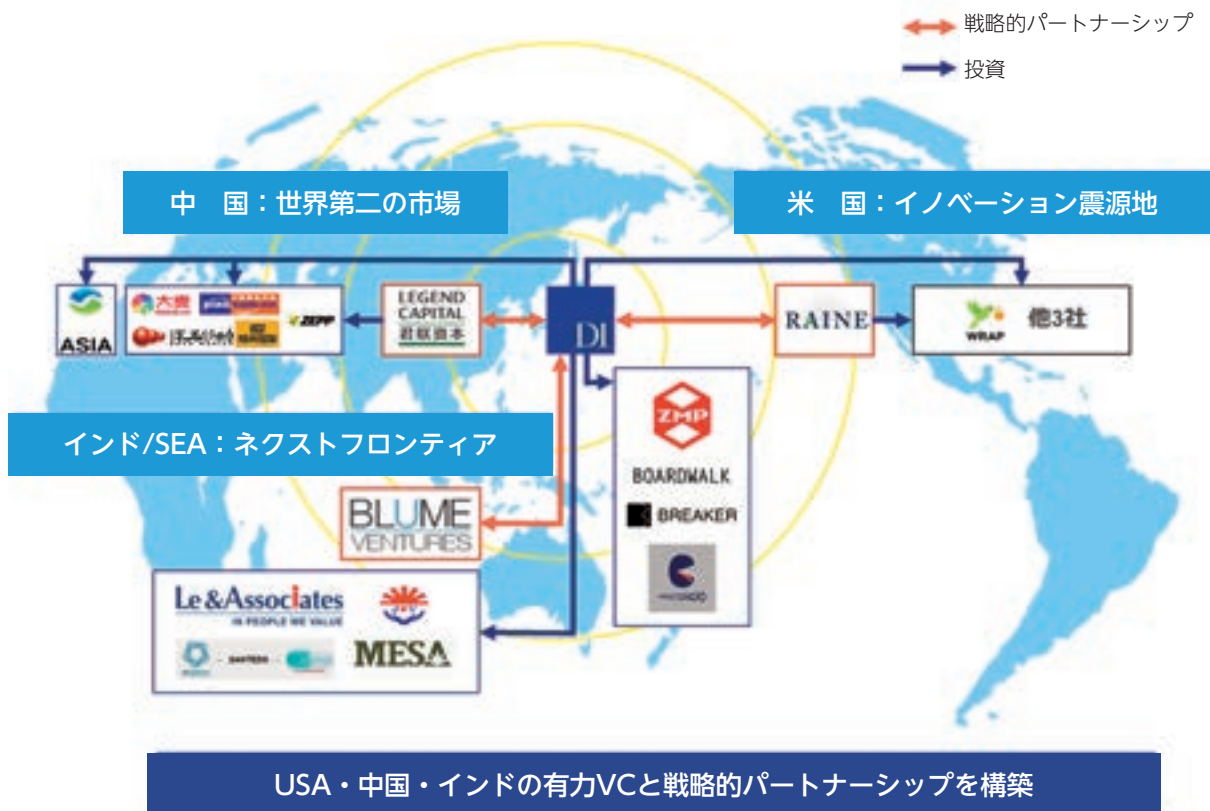 戦略的パートナーシップ
投資
中　国：世界第二の市場
米　国：イノベーション震源地
ASIA
大虎
ZEPP
LEGEND
CAPITAL
君联资本
DI
RAINE
WRAP
他3社
インド/SEA：ネクストフロンティア
ZMP
BOARDWALK
BREAKER
BLUME
VENTURES
Le & Associates
IN PEOPLE WE VALUE
MESA
USA・中国・インドの有力VCと戦略的パートナーシップを構築